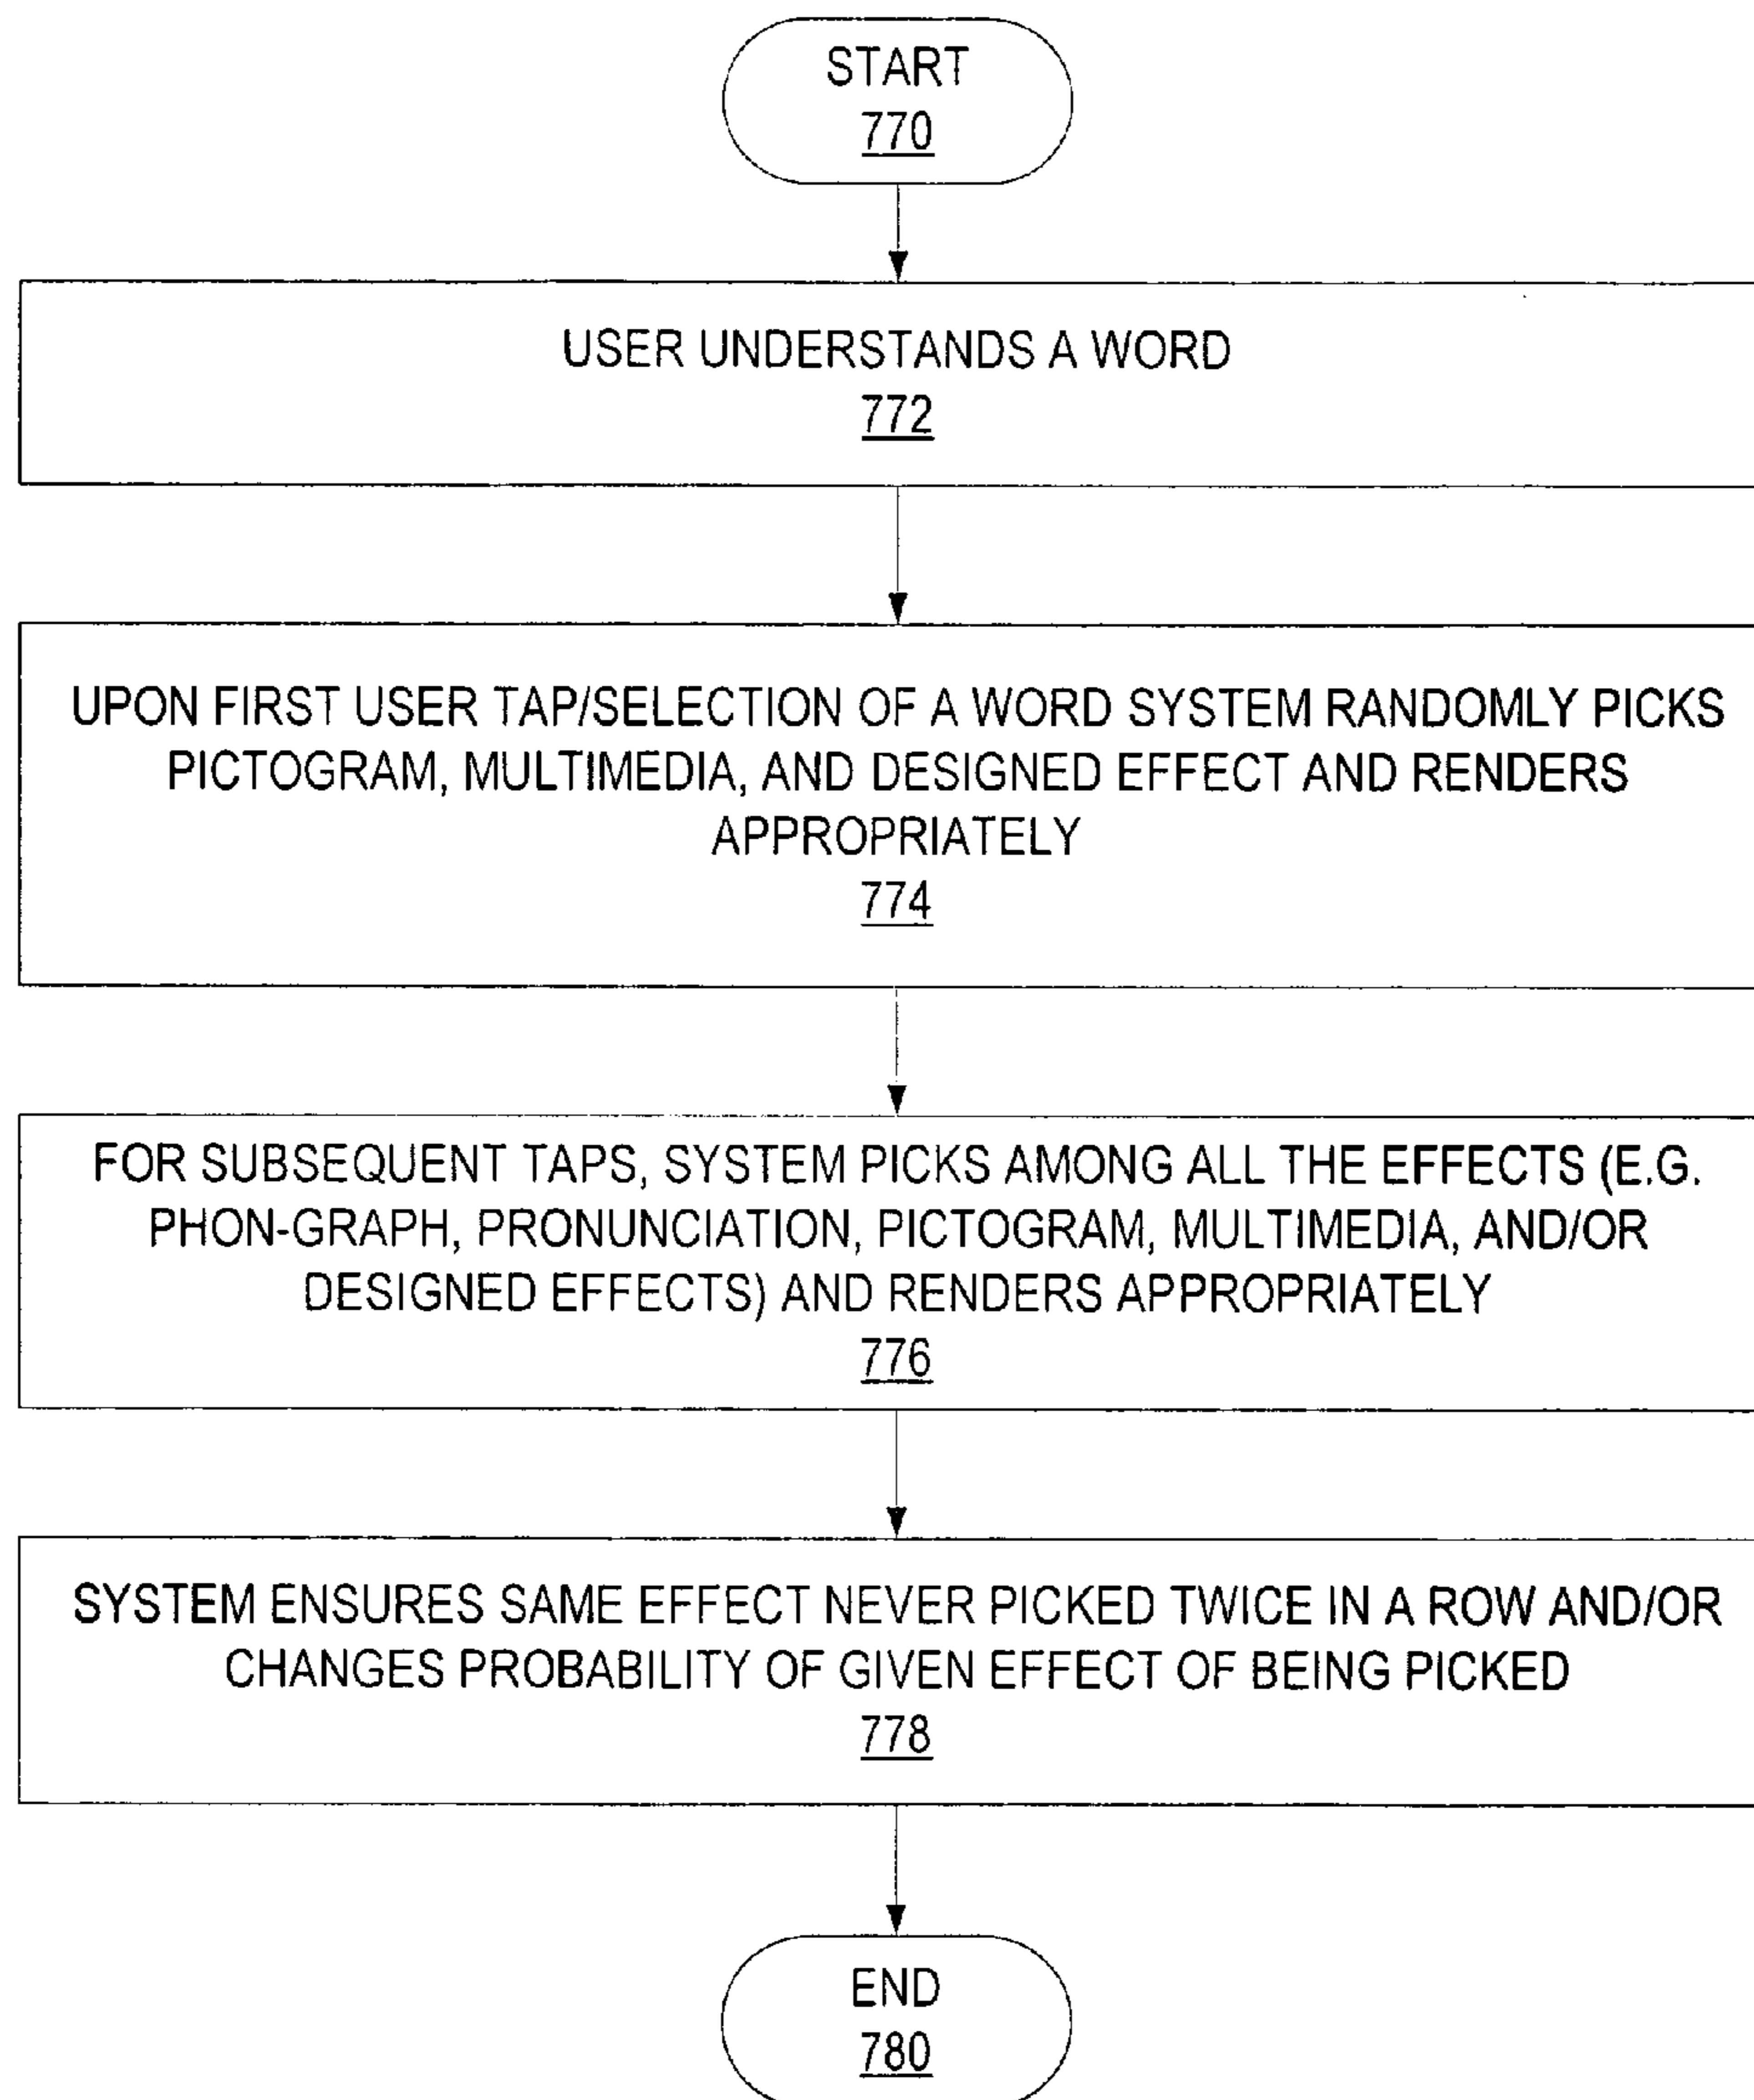 START
770
USER UNDERSTANDS A WORD
772
UPON FIRST USER TAP/SELECTION OF A WORD SYSTEM RANDOMLY PICKS
PICTOGRAM, MULTIMEDIA, AND DESIGNED EFFECT AND RENDERS
APPROPRIATELY
774
FOR SUBSEQUENT TAPS, SYSTEM PICKS AMONG ALL THE EFFECTS (E.G.
PHON-GRAPH, PRONUNCIATION, PICTOGRAM, MULTIMEDIA, AND/OR
DESIGNED EFFECTS) AND RENDERS APPROPRIATELY
776
SYSTEM ENSURES SAME EFFECT NEVER PICKED TWICE IN A ROW AND/OR
CHANGES PROBABILITY OF GIVEN EFFECT OF BEING PICKED
778
END
780